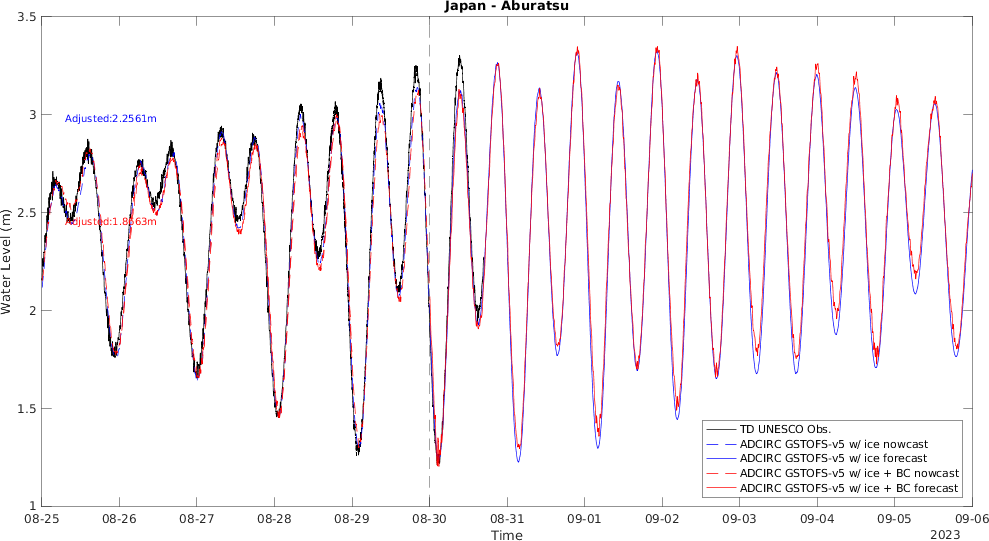 Japan - Aburatsu
3.5
3
2.5
2
1.5
1
Water Level (m)
Adjusted:2.2561m
Adjusted:1.8563m
TD UNESCO Obs.
ADCIRC GSTOFS-v5 w/ ice nowcast
ADCIRC GSTOFS-v5 w/ ice forecast
ADCIRC GSTOFS-v5 w/ ice + BC nowcast
ADCIRC GSTOFS-v5 w/ ice + BC forecast
08-25 08-26 08-27 08-28 08-29 08-30 08-31 09-01 09-02 09-03 09-04 09-05 09-06
Time
2023